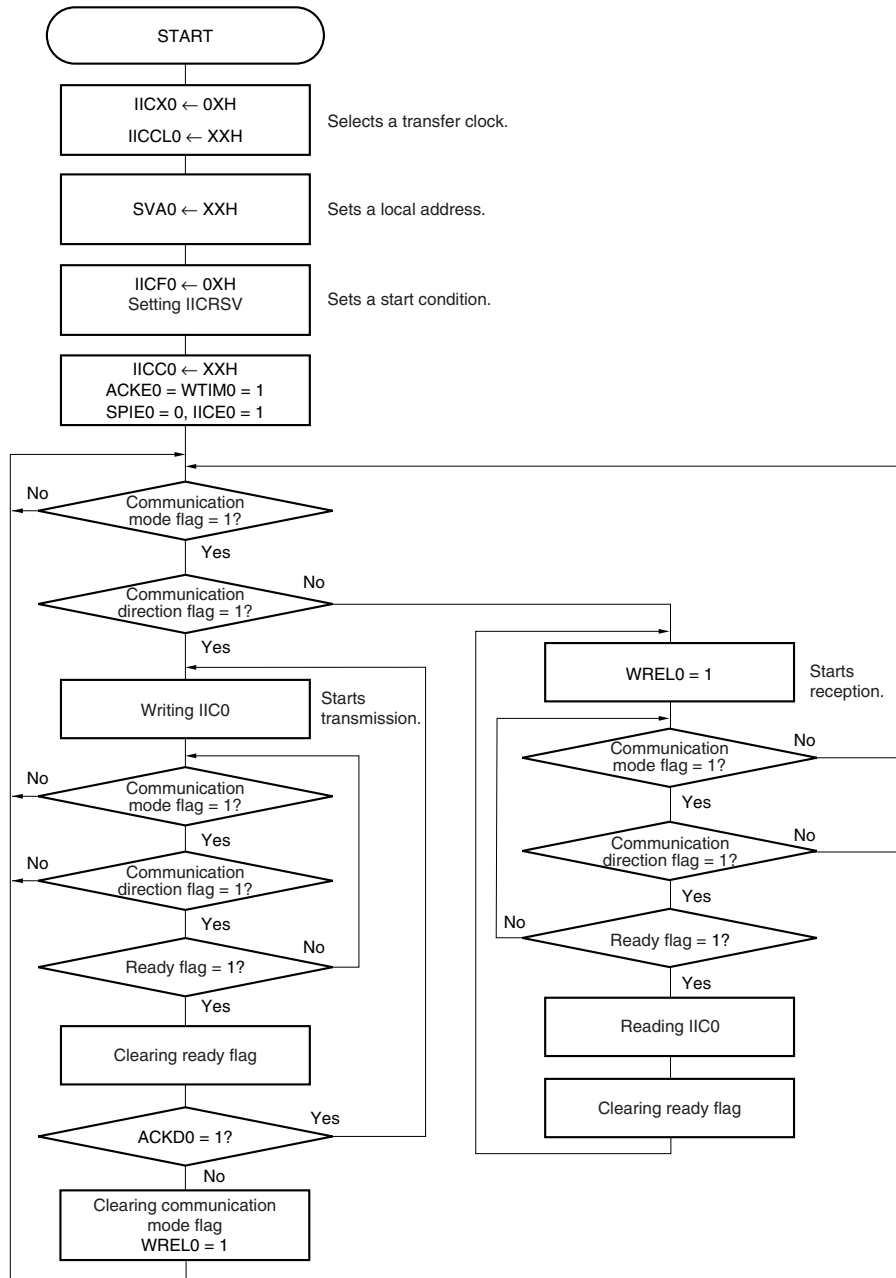 START
IICX0 ← 0XH
IICCL0 ← XXH
Selects a transfer clock.
SVA0 ← XXH
Sets a local address.
IICF0 ← 0XH
Setting IICRSV
Sets a start condition.
IICC0 ← XXH
ACKE0 = WTIM0 = 1
SPIE0 = 0, IICE0 = 1
No
Communication
mode flag = 1?
Yes
No
Communication
direction flag = 1?
Yes
Writing IIC0
Starts
transmission.
No
Communication
mode flag = 1?
Yes
No
Communication
direction flag = 1?
Yes
No
Ready flag = 1?
Yes
Clearing ready flag
Yes
ACKD0 = 1?
No
Clearing communication
mode flag
WREL0 = 1
WREL0 = 1
Starts
reception.
Communication
mode flag = 1?
No
Yes
Communication
direction flag = 1?
No
Yes
No
Ready flag = 1?
Yes
Reading IIC0
Clearing ready flag